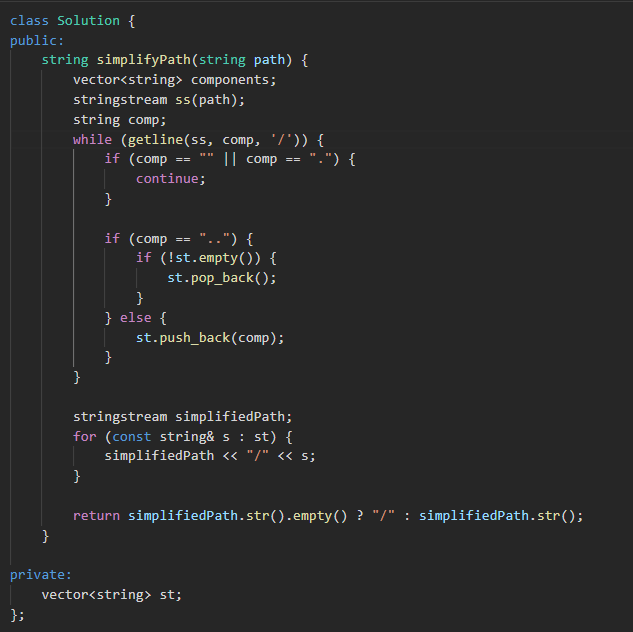 class Solution {
public:
    string simplifyPath(string path) {
        vector<string> components;
        stringstream ss(path);
        string comp;
        while (getline(ss, comp, '/')) {
            if (comp == "" || comp == ".") {
                continue;
            }

            if (comp == "..") {
                if (!st.empty()) {
                    st.pop_back();
                }
            } else {
                st.push_back(comp);
            }
        }

        stringstream simplifiedPath;
        for (const string& s : st) {
            simplifiedPath << "/" << s;
        }

        return simplifiedPath.str().empty() ? "/" : simplifiedPath.str();
    }

private:
    vector<string> st;
};